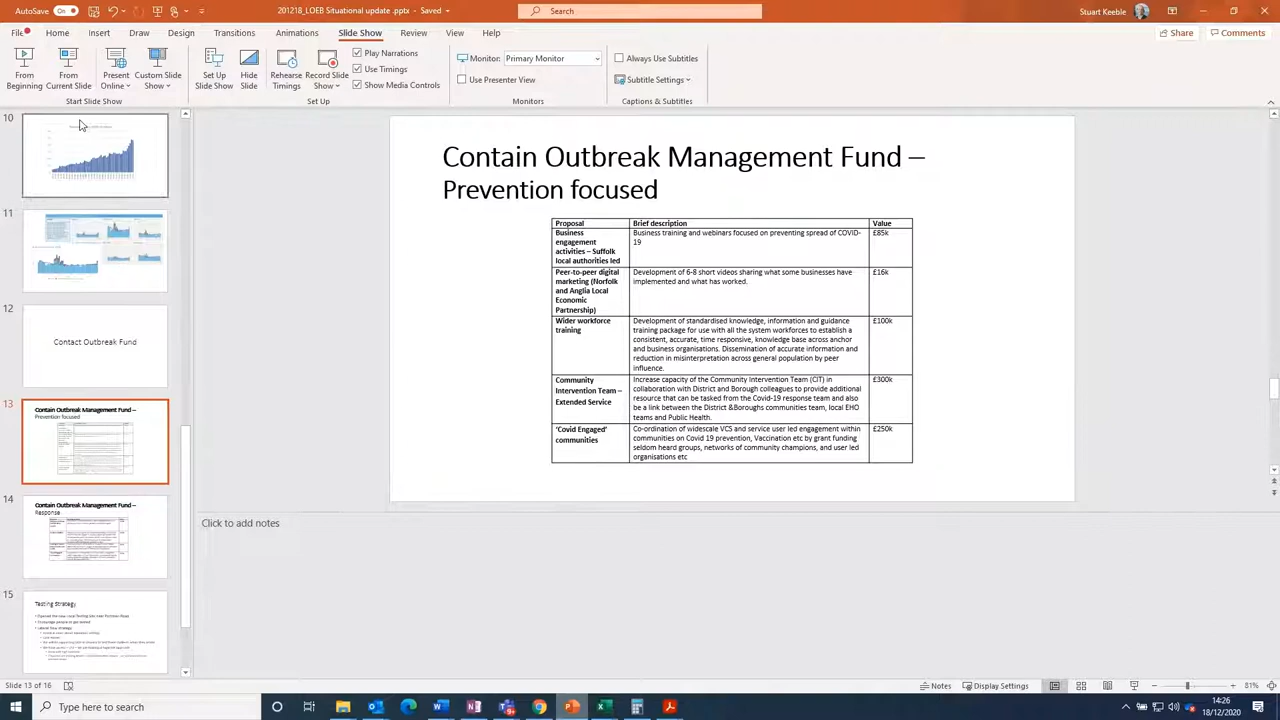 AutoSave On 201218_LOEB Situational update .pptx - Saved Search Stuart Keeble
File Home Insert Draw Design Transitions Animations Slide Show Review View Help Share Comments
From Beginning
From Current Slide
Present Online
Custom Slide Show
Set Up Slide Show
Hide Slide
Rehearse Timings
Record Slide Show
Play Narrations
Use Timings
Show Media Controls
Monitor: Primary Monitor
Use Presenter View
Always Use Subtitles
Subtitle Settings
Start Slide Show Set Up Monitors Captions & Subtitles
10
11
12
Contact Outbreak Fund
13
Contain Outbreak Management Fund –
Prevention focused
14
Contain Outbreak Management Fund –
Response
15
Testing Strategy
Contain Outbreak Management Fund –
Prevention focused
Proposal Brief description Value
Business engagement activities – Suffolk local authorities led
Business training and webinars focused on preventing spread of COVID-
19
£85k
Peer-to-peer digital marketing (Norfolk and Anglia Local Economic Partnership)
Development of 6-8 short videos sharing what some businesses have
implemented and what has worked.
£16k
Wider workforce training
Development of standardised knowledge, information and guidance
training package for use with all the system workforces to establish a
consistent, accurate, time responsive, knowledge base across anchor
and business organisations. Dissemination of accurate information and
reduction in misinterpretation across general population by peer
influence.
£100k
Community Intervention Team – Extended Service
Increase capacity of the Community Intervention Team (CIT) in
collaboration with District and Borough colleagues to provide additional
resource that can be tasked from the Covid-19 response team and also
be a link between the District &Boroughs communities team, local EHO
teams and Public Health.
£300k
'Covid Engaged' communities
Co-ordination of widescale VCS and service user led engagement within
communities on Covid 19 prevention, Vaccination etc by grant funding
seldom heard groups, networks of community champions, and user led
organisations etc
£250k
Click to add notes
Slide 13 of 16 Notes Display Settings 81%
Type here to search
14:26
18/12/2020